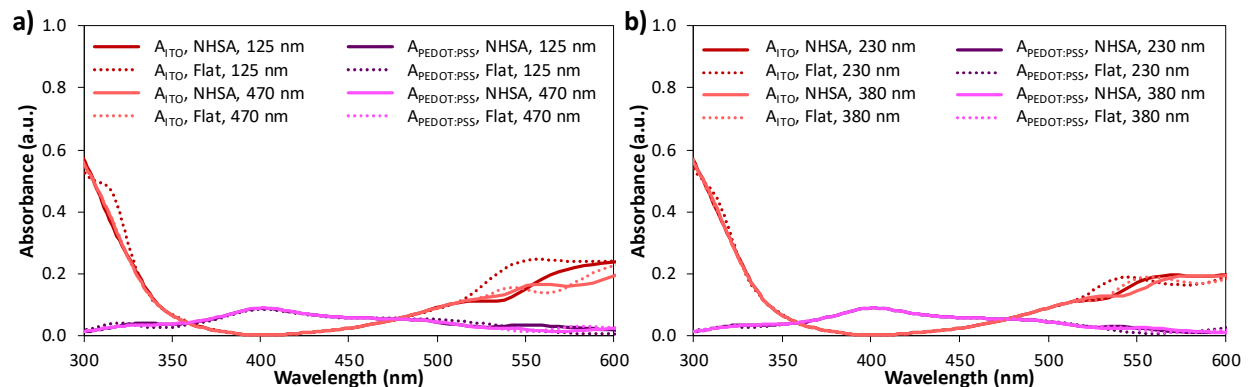 a)
1.0
0.8
0.6
0.4
0.2
0.0
Absorbance (a.u.)
A_ITO, NHSA, 125 nm
A_ITO, Flat, 125 nm
A_ITO, NHSA, 470 nm
A_ITO, Flat, 470 nm
A_PEDOT:PSS, NHSA, 125 nm
A_PEDOT:PSS, Flat, 125 nm
A_PEDOT:PSS, NHSA, 470 nm
A_PEDOT:PSS, Flat, 470 nm
300 350 400 450 500 550 600
Wavelength (nm)
b)
1.0
0.8
0.6
0.4
0.2
0.0
Absorbance (a.u.)
A_ITO, NHSA, 230 nm
A_ITO, Flat, 230 nm
A_ITO, NHSA, 380 nm
A_ITO, Flat, 380 nm
A_PEDOT:PSS, NHSA, 230 nm
A_PEDOT:PSS, Flat, 230 nm
A_PEDOT:PSS, NHSA, 380 nm
A_PEDOT:PSS, Flat, 380 nm
300 350 400 450 500 550 600
Wavelength (nm)